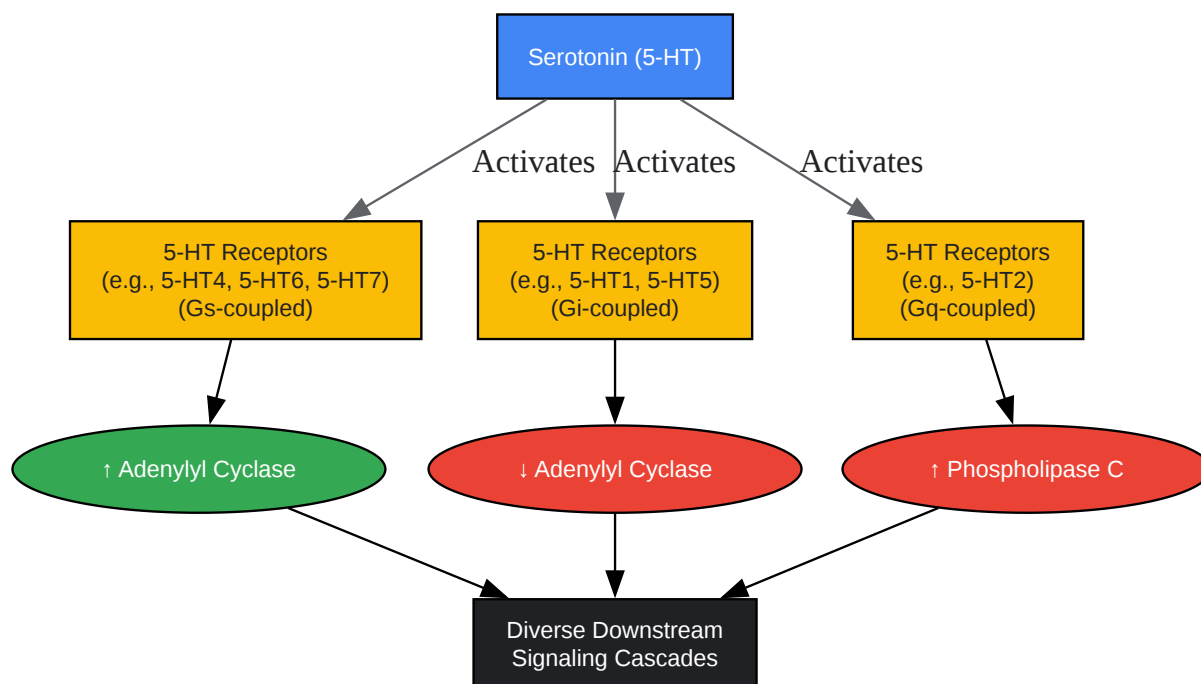 Serotonin (5-HT)
Activates
Activates
Activates
5-HT Receptors
(e.g., 5-HT4, 5-HT6, 5-HT7)
(Gs-coupled)
5-HT Receptors
(e.g., 5-HT1, 5-HT5)
(Gi-coupled)
5-HT Receptors
(e.g., 5-HT2)
(Gq-coupled)
↑ Adenylyl Cyclase
↓ Adenylyl Cyclase
↑ Phospholipase C
Diverse Downstream
Signaling Cascades